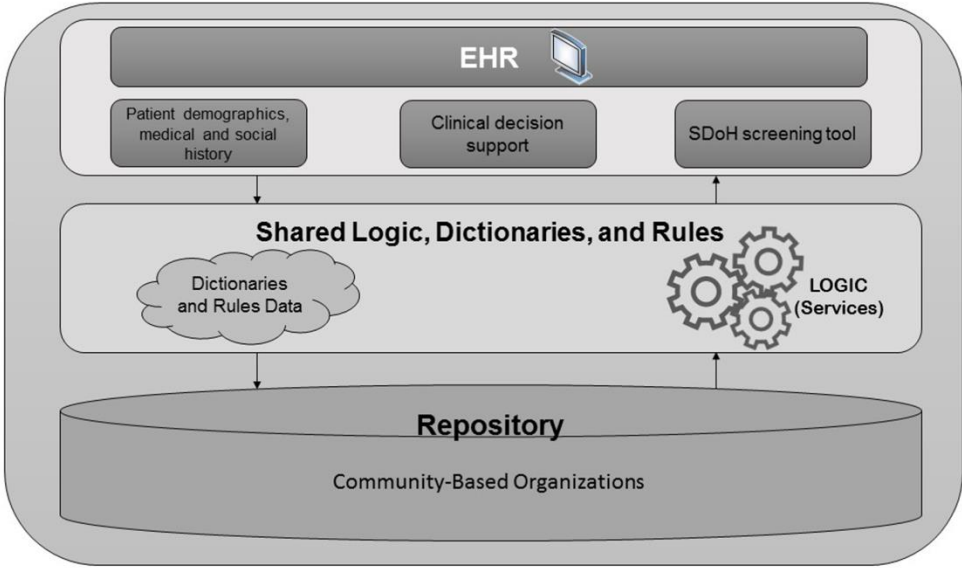 EHR
Patient demographics,
medical and social
history
Clinical decision
support
SDoH screening tool
Shared Logic, Dictionaries, and Rules
Dictionaries
and Rules Data
LOGIC
(Services)
Repository
Community-Based Organizations